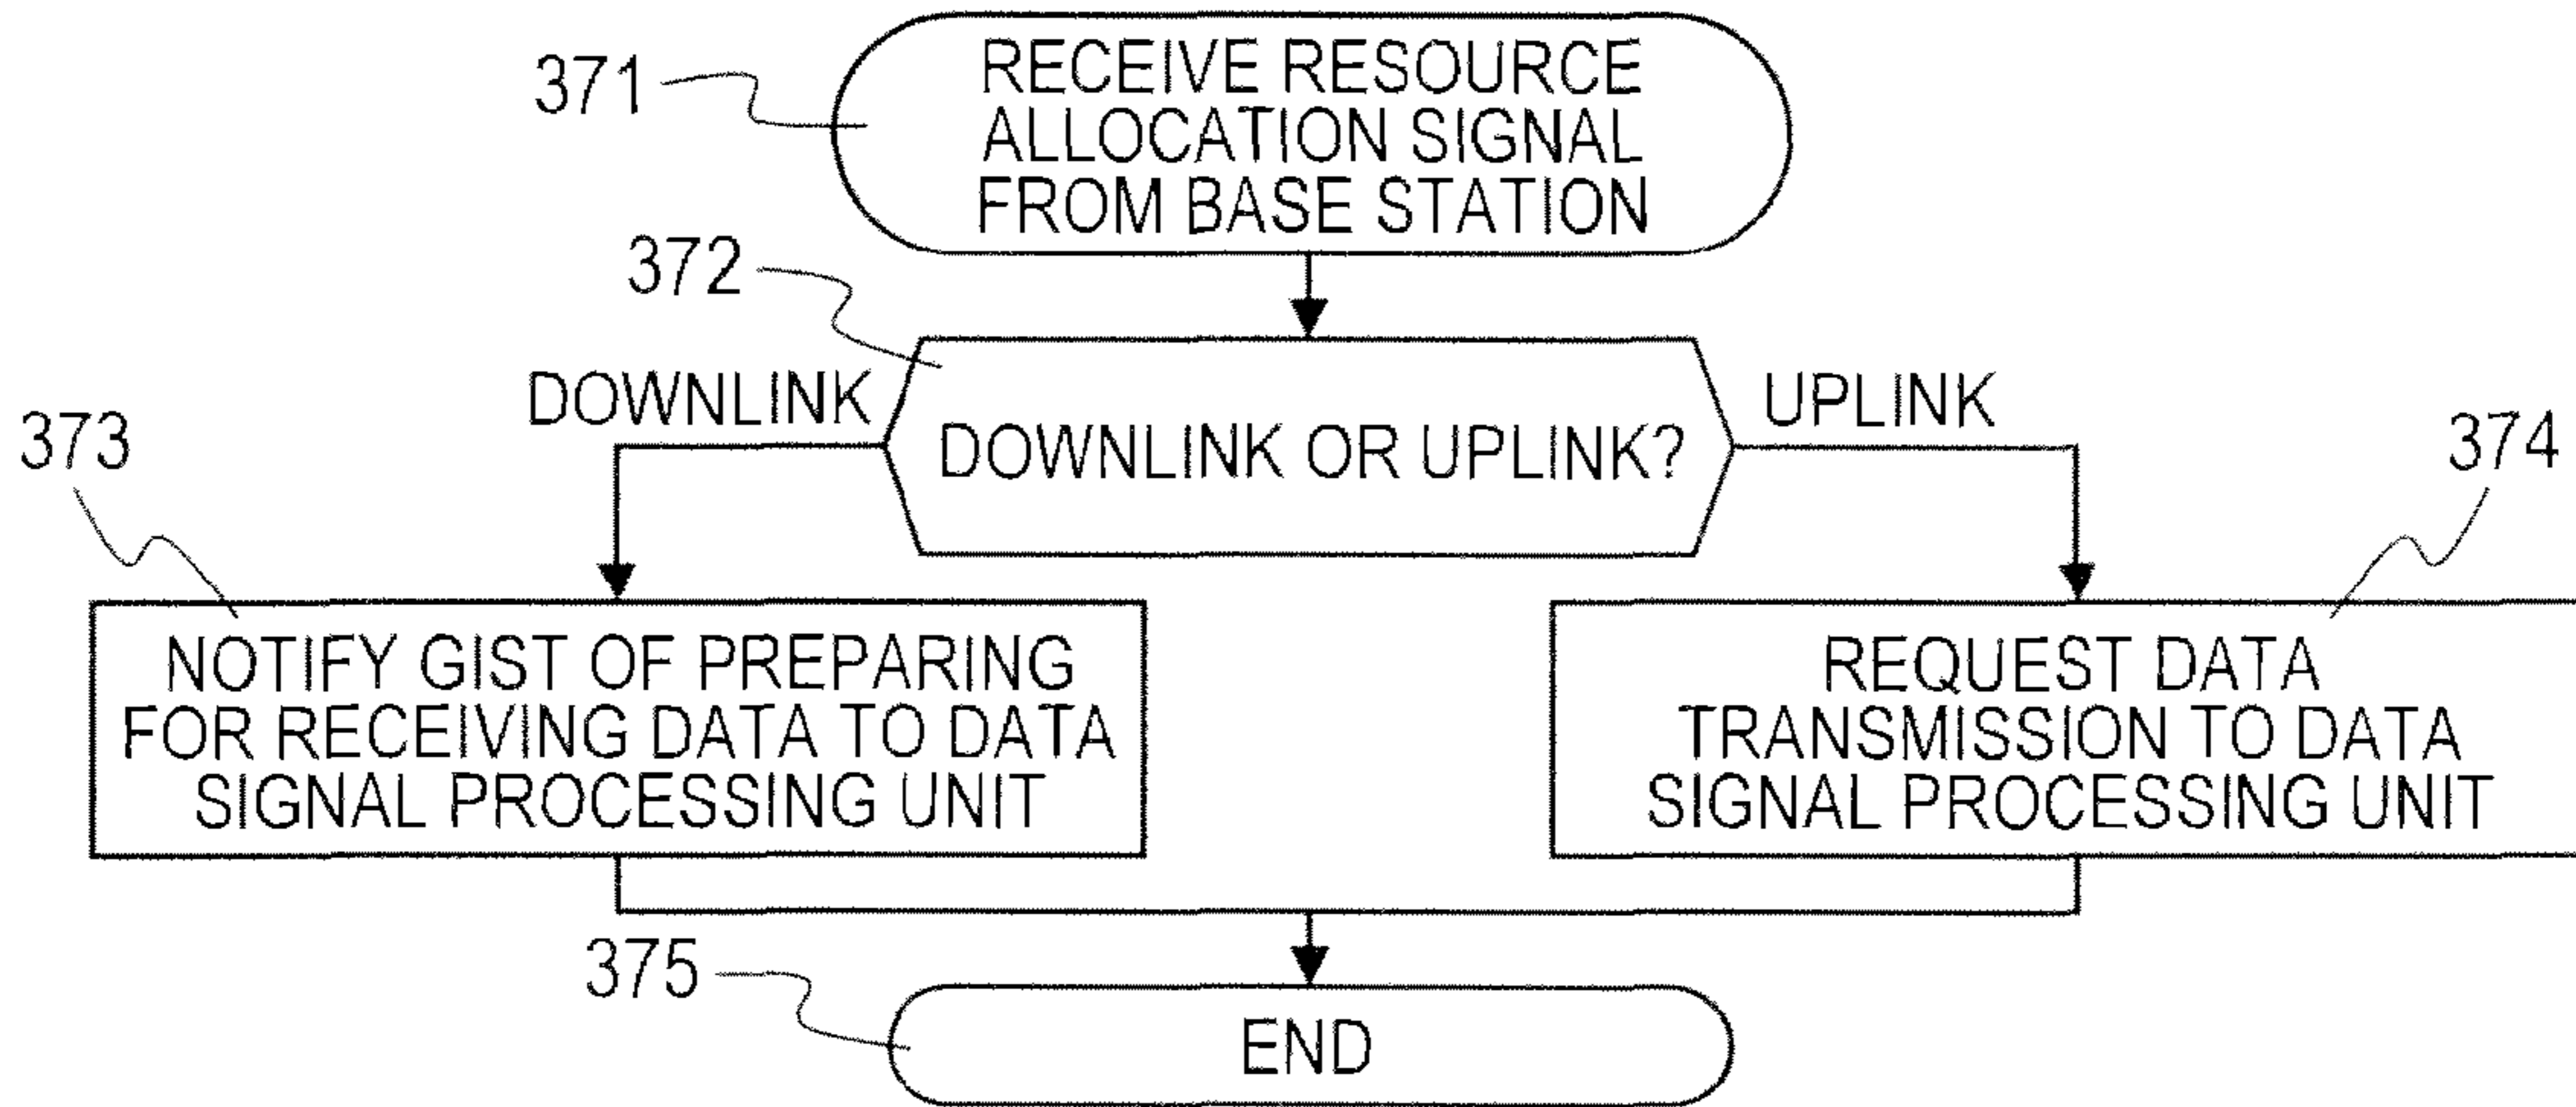 371
RECEIVE RESOURCE
ALLOCATION SIGNAL
FROM BASE STATION
372
DOWNLINK
DOWNLINK OR UPLINK?
UPLINK
373
NOTIFY GIST OF PREPARING
FOR RECEIVING DATA TO DATA
SIGNAL PROCESSING UNIT
374
REQUEST DATA
TRANSMISSION TO DATA
SIGNAL PROCESSING UNIT
375
END